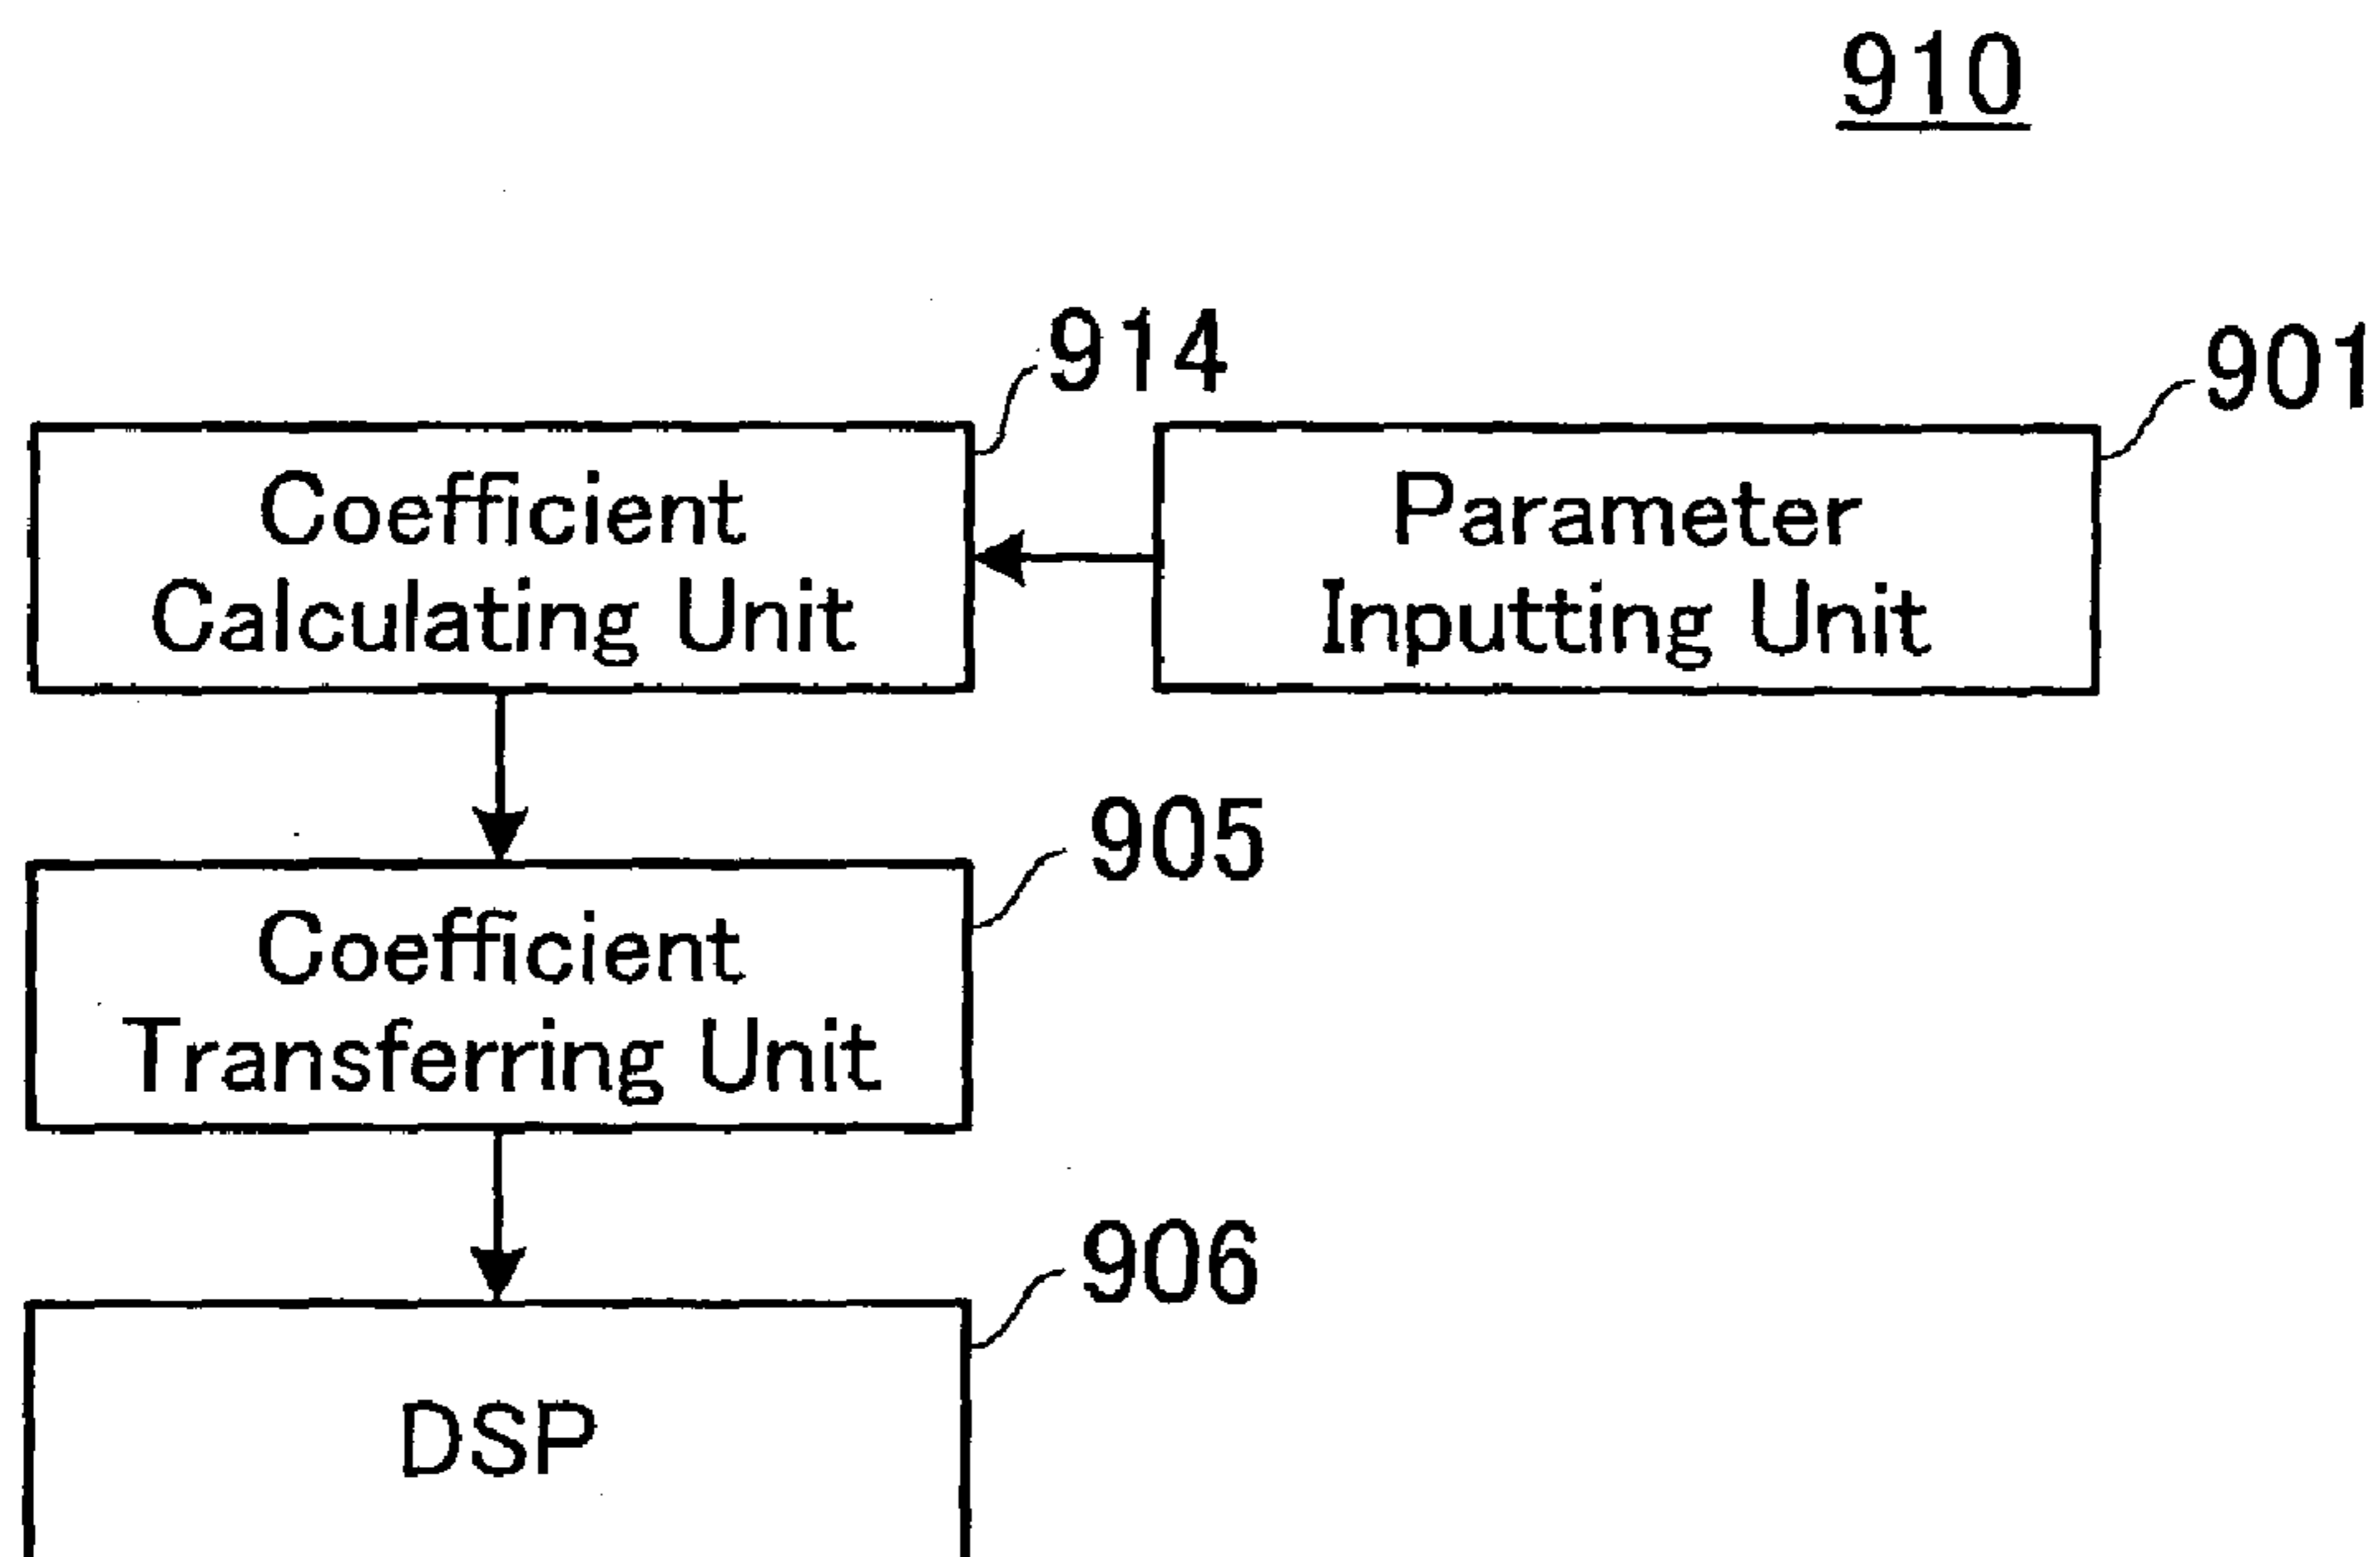 910
914
901
Coefficient
Calculating Unit
Parameter
Inputting Unit
905
Coefficient
Transferring Unit
906
DSP